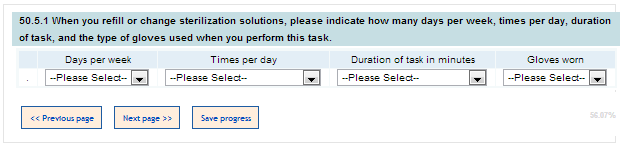 50.5.1 When you refill or change sterilization solutions, please indicate how many days per week, times per day, duration
of task, and the type of gloves used when you perform this task.
Days per week Times per day Duration of task in minutes Gloves worn
. --Please Select-- --Please Select-- --Please Select-- --Please Select--
<< Previous page Next page >> Save progress
56.07%